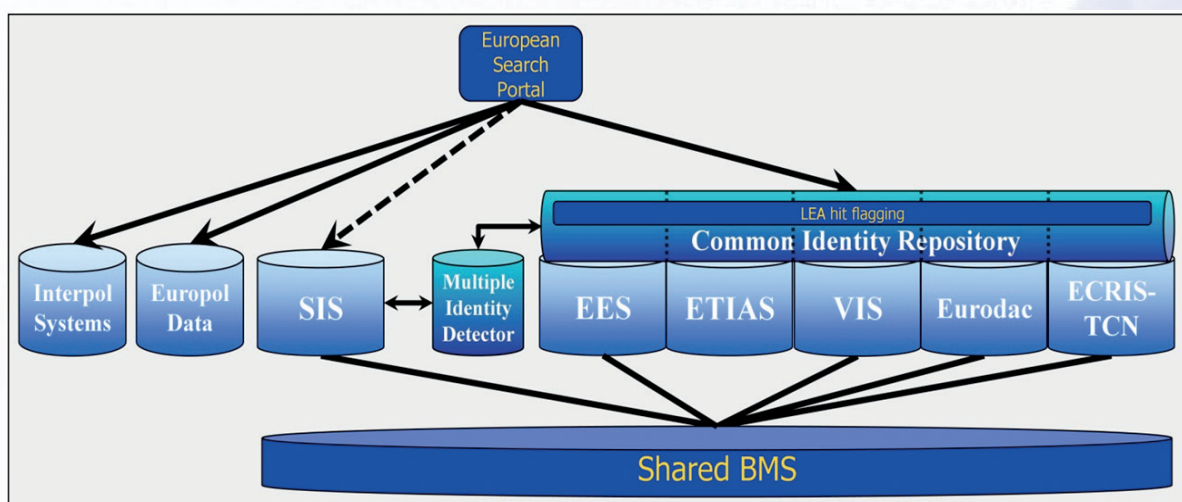 European
Search
Portal
LEA hit flagging
Common Identity Repository
Interpol
Systems
Europol
Data
SIS
Multiple
Identity
Detector
EES
ETIAS
VIS
Eurodac
ECRIS-
TCN
Shared BMS